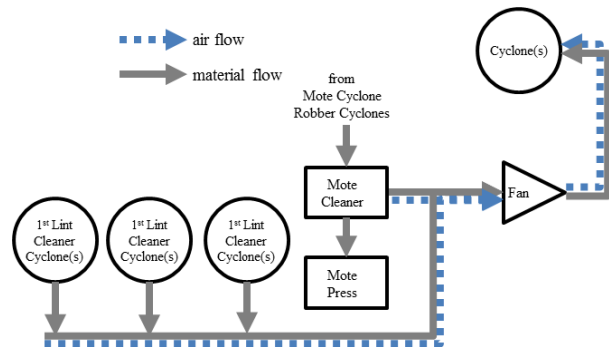 air flow
material flow
Cyclone(s)
from
Mote Cyclone
Robber Cyclones
Mote
Cleaner
Fan
1st Lint
Cleaner
Cyclone(s)
1st Lint
Cleaner
Cyclone(s)
1st Lint
Cleaner
Cyclone(s)
Mote
Press